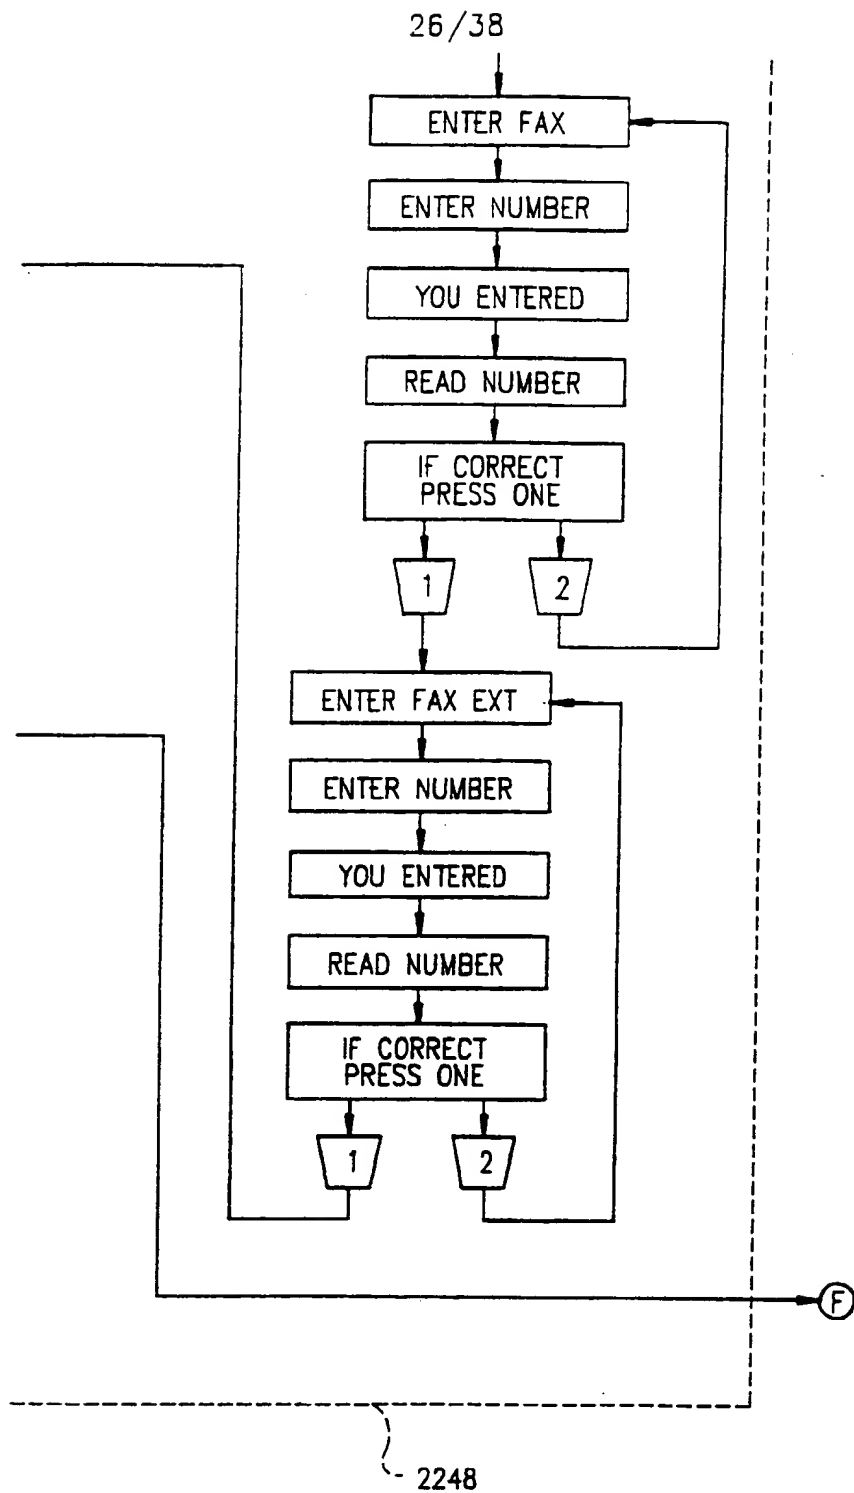 26/38
ENTER FAX
ENTER NUMBER
YOU ENTERED
READ NUMBER
IF CORRECT
PRESS ONE
1
2
ENTER FAX EXT
ENTER NUMBER
YOU ENTERED
READ NUMBER
IF CORRECT
PRESS ONE
1
2
F
2248